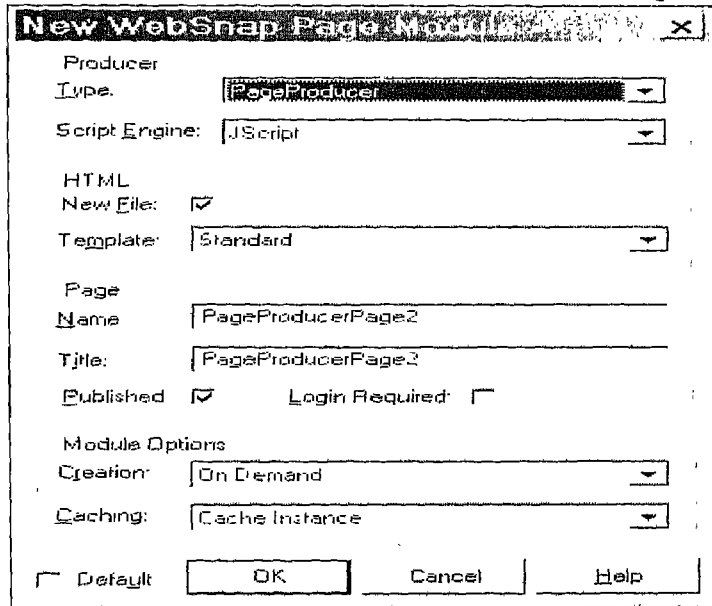 New WebSnap Page Module
Producer
Type: PageProducer
Script Engine: JScript
HTML
New File:
Template: Standard
Page
Name PageProducerPage2
Title: PageProducerPage2
Published Login Required:
Module Options
Creation: On Demand
Caching: Cache Instance
Default OK Cancel Help